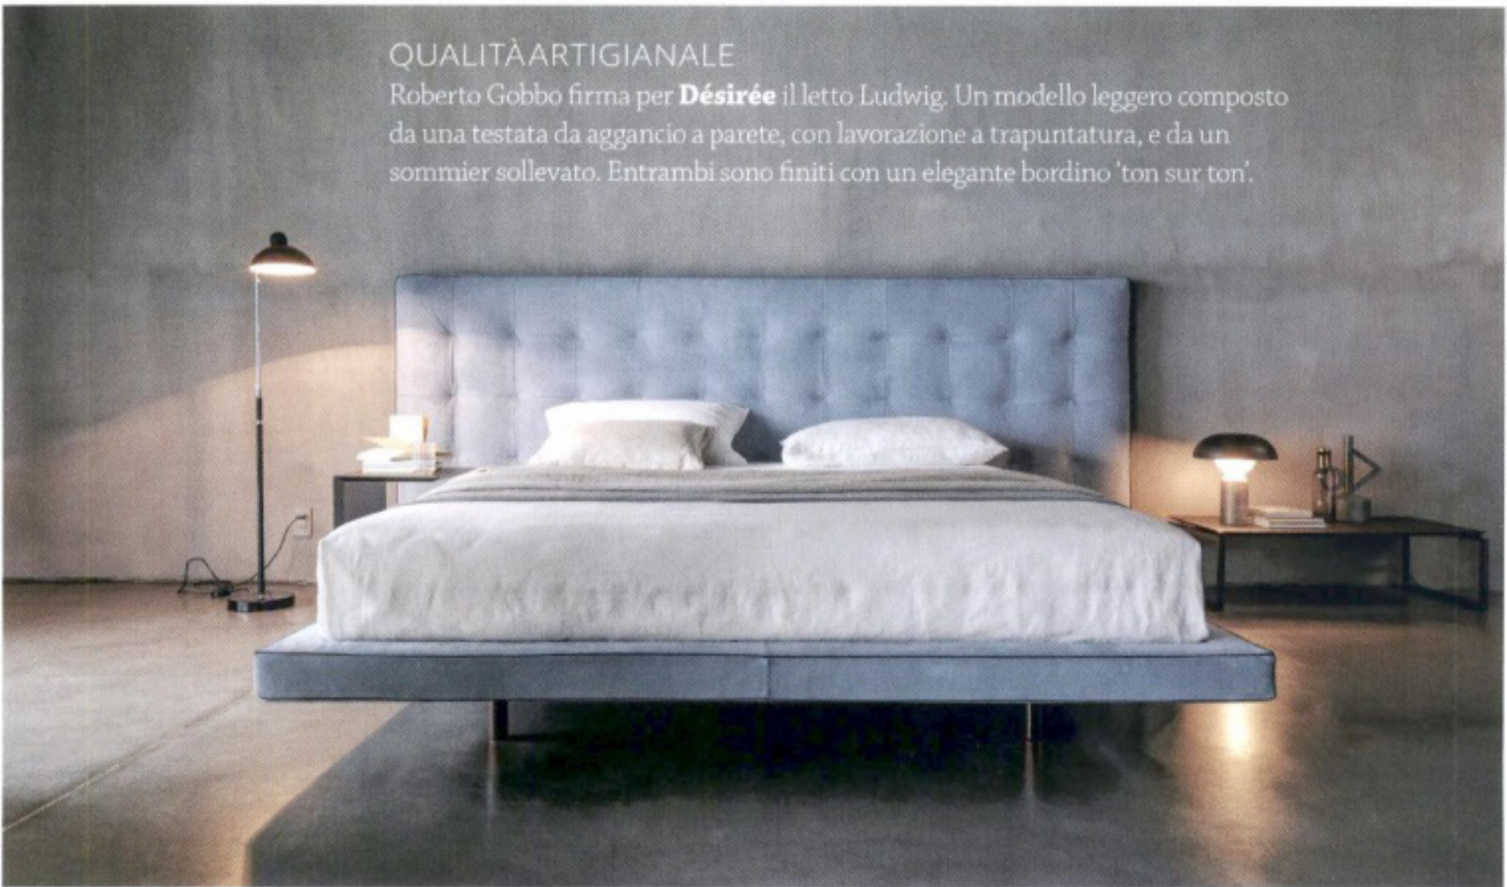 QUALITÀARTIGIANALE
Roberto Gobbo firma per Désirée il letto Ludwig. Un modello leggero composto
da una testata da aggancio a parete, con lavorazione a trapuntatura, e da un
sommier sollevato. Entrambi sono finiti con un elegante bordino ‘ton sur ton’.